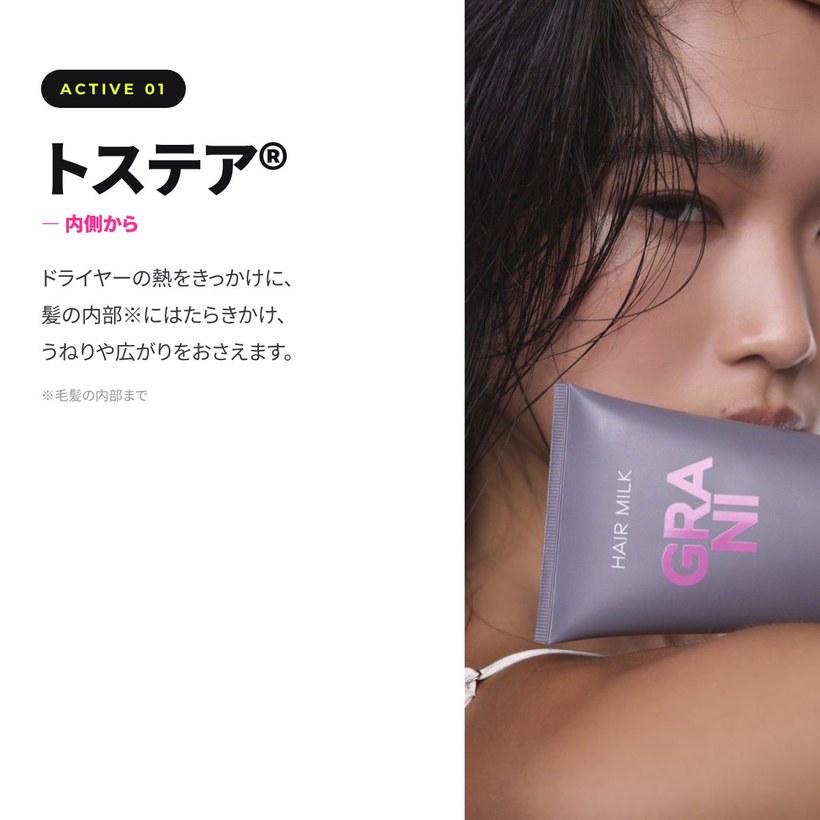 ACTIVE 01
トステア®
— 内側から
ドライヤーの熱をきっかけに、
髪の内部※にはたらきかけ、
うねりや広がりをおさえます。
※毛髪の内部まで
HAIR MILK
GRA
NI